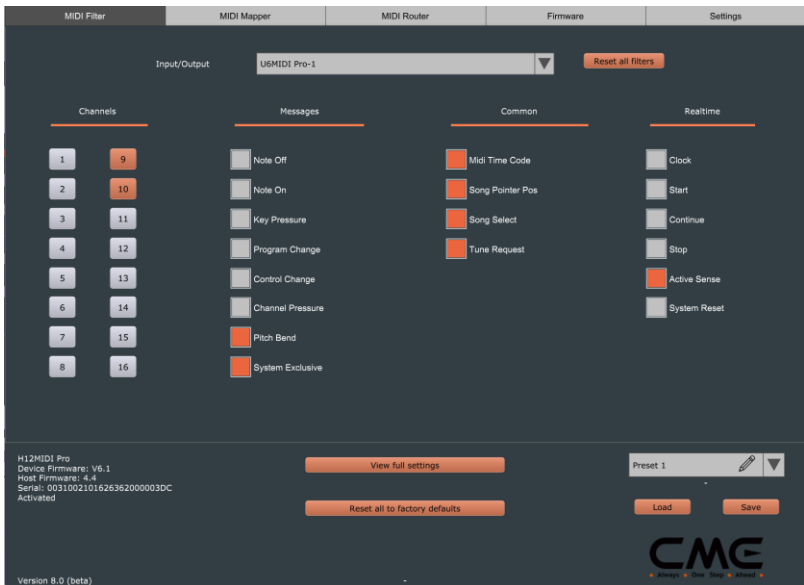 MIDI Filter
MIDI Mapper
MIDI Router
Firmware
Settings
Input/Output
U6MIDI Pro-1
Reset all filters
Channels
Messages
Common
Realtime
1
9
2
10
3
11
4
12
5
13
6
14
7
15
8
16
Note Off
Note On
Key Pressure
Program Change
Control Change
Channel Pressure
Pitch Bend
System Exclusive
Midi Time Code
Song Pointer Pos
Song Select
Tune Request
Clock
Start
Continue
Stop
Active Sense
System Reset
H12MIDI Pro
Device Firmware: V6.1
Host Firmware: 4.4
Serial: 0031002101626362000003DC
Activated
View full settings
Reset all to factory defaults
Preset 1
-
Load
Save
CME
Always One Step Ahead
Version 8.0 (beta)
-